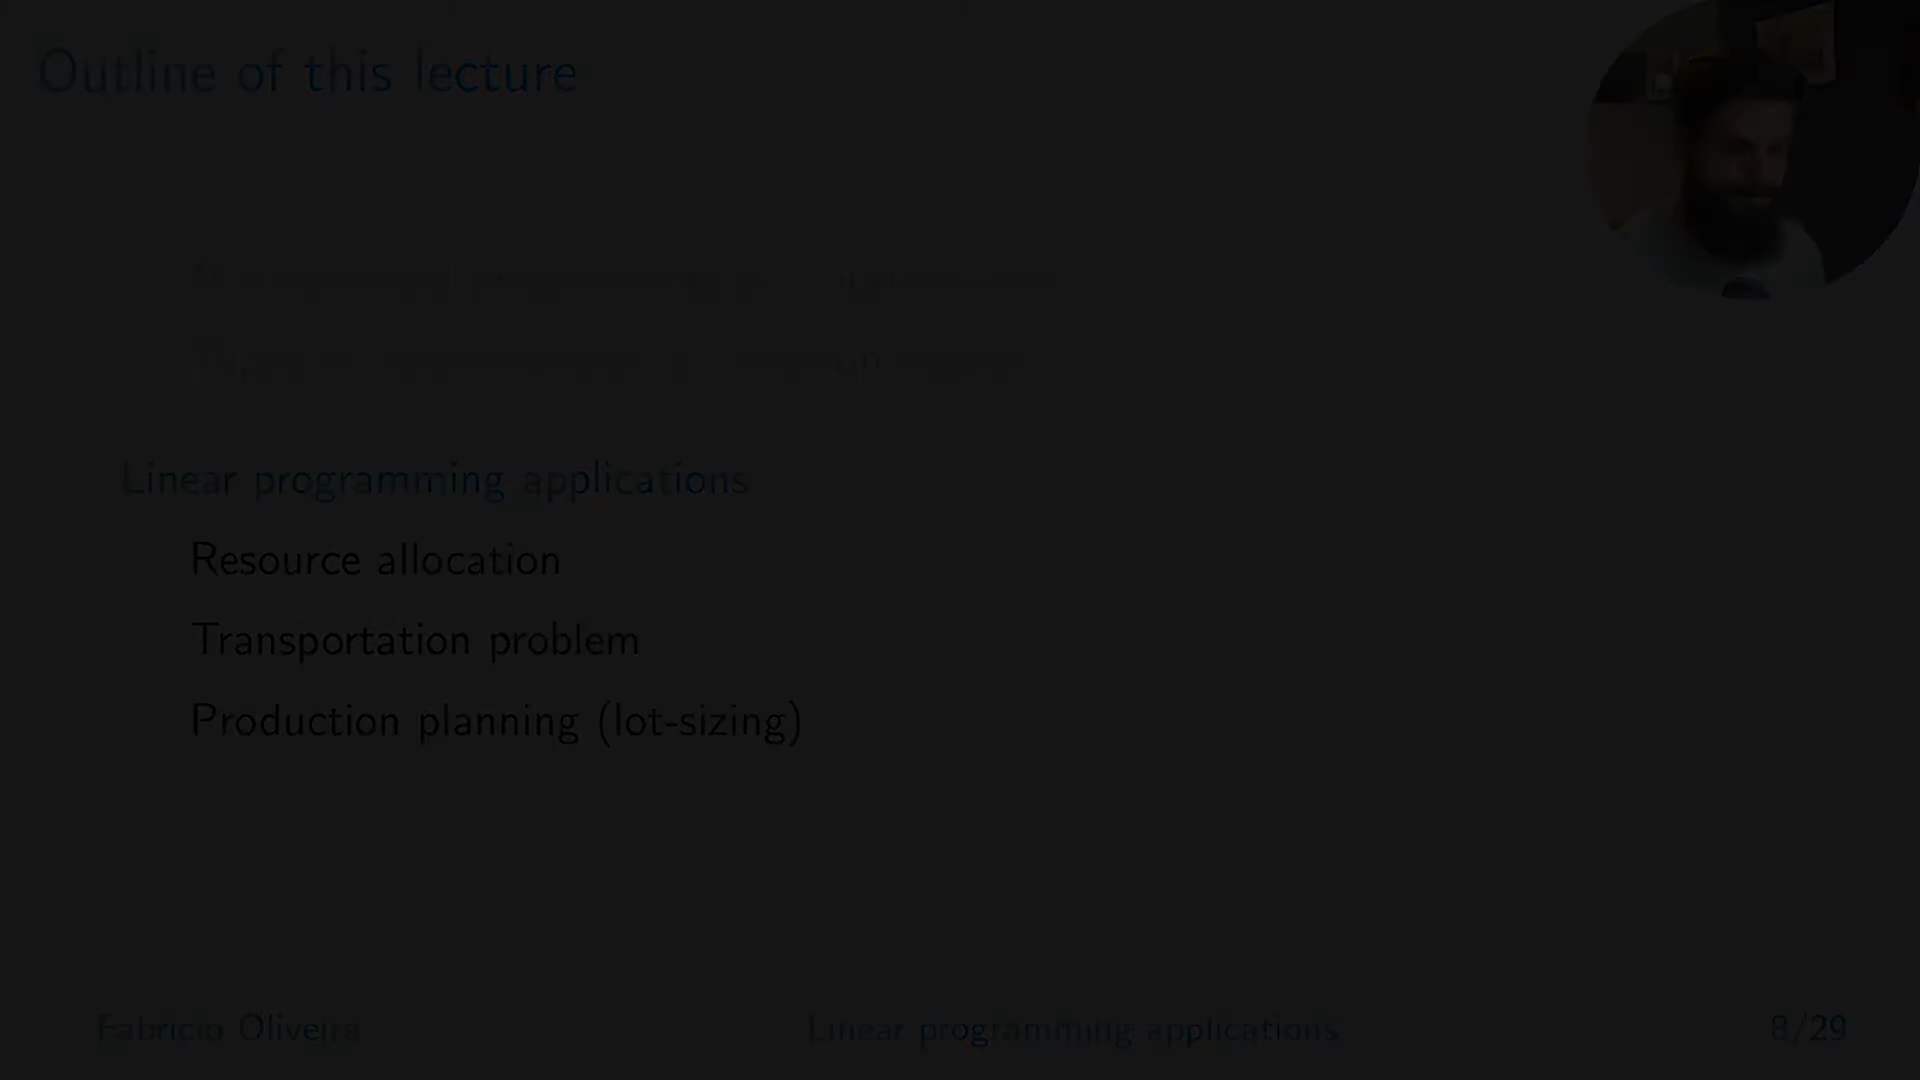 Outline of this lecture
Linear programming applications
Resource allocation
Transportation problem
Production planning (lot-sizing)
Fabricio Oliveira
Linear programming applications
8/29